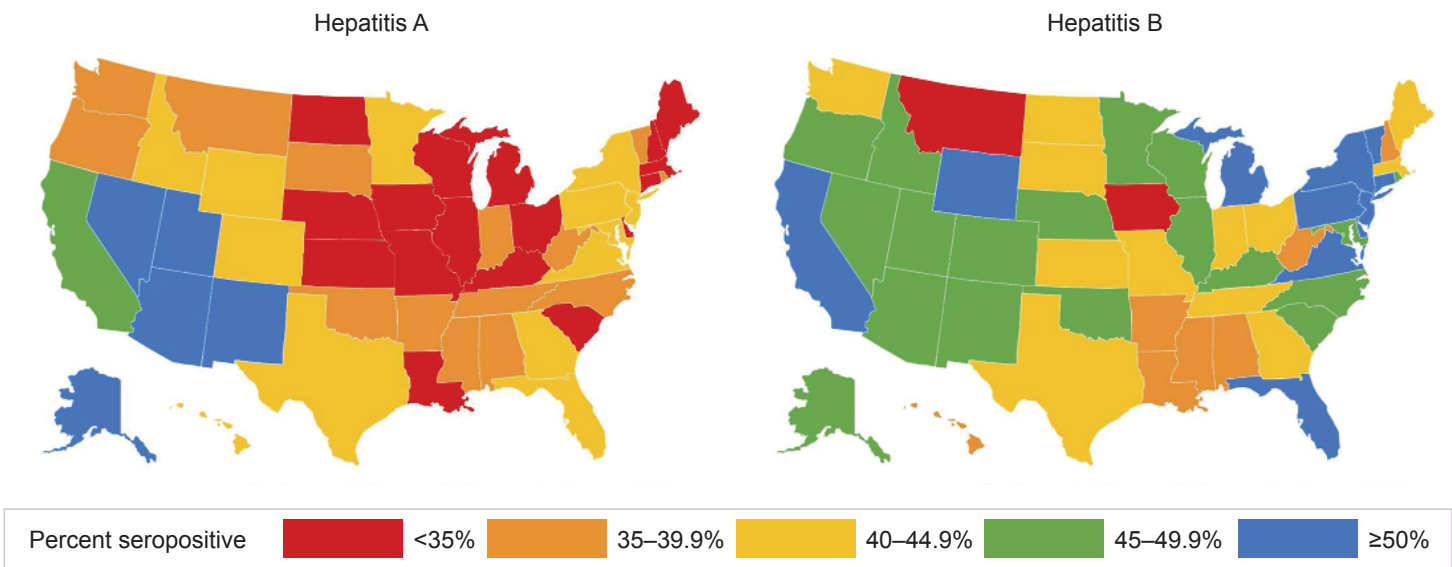 Hepatitis A
Hepatitis B
Percent seropositive <35% 35–39.9% 40–44.9% 45–49.9% ≥50%